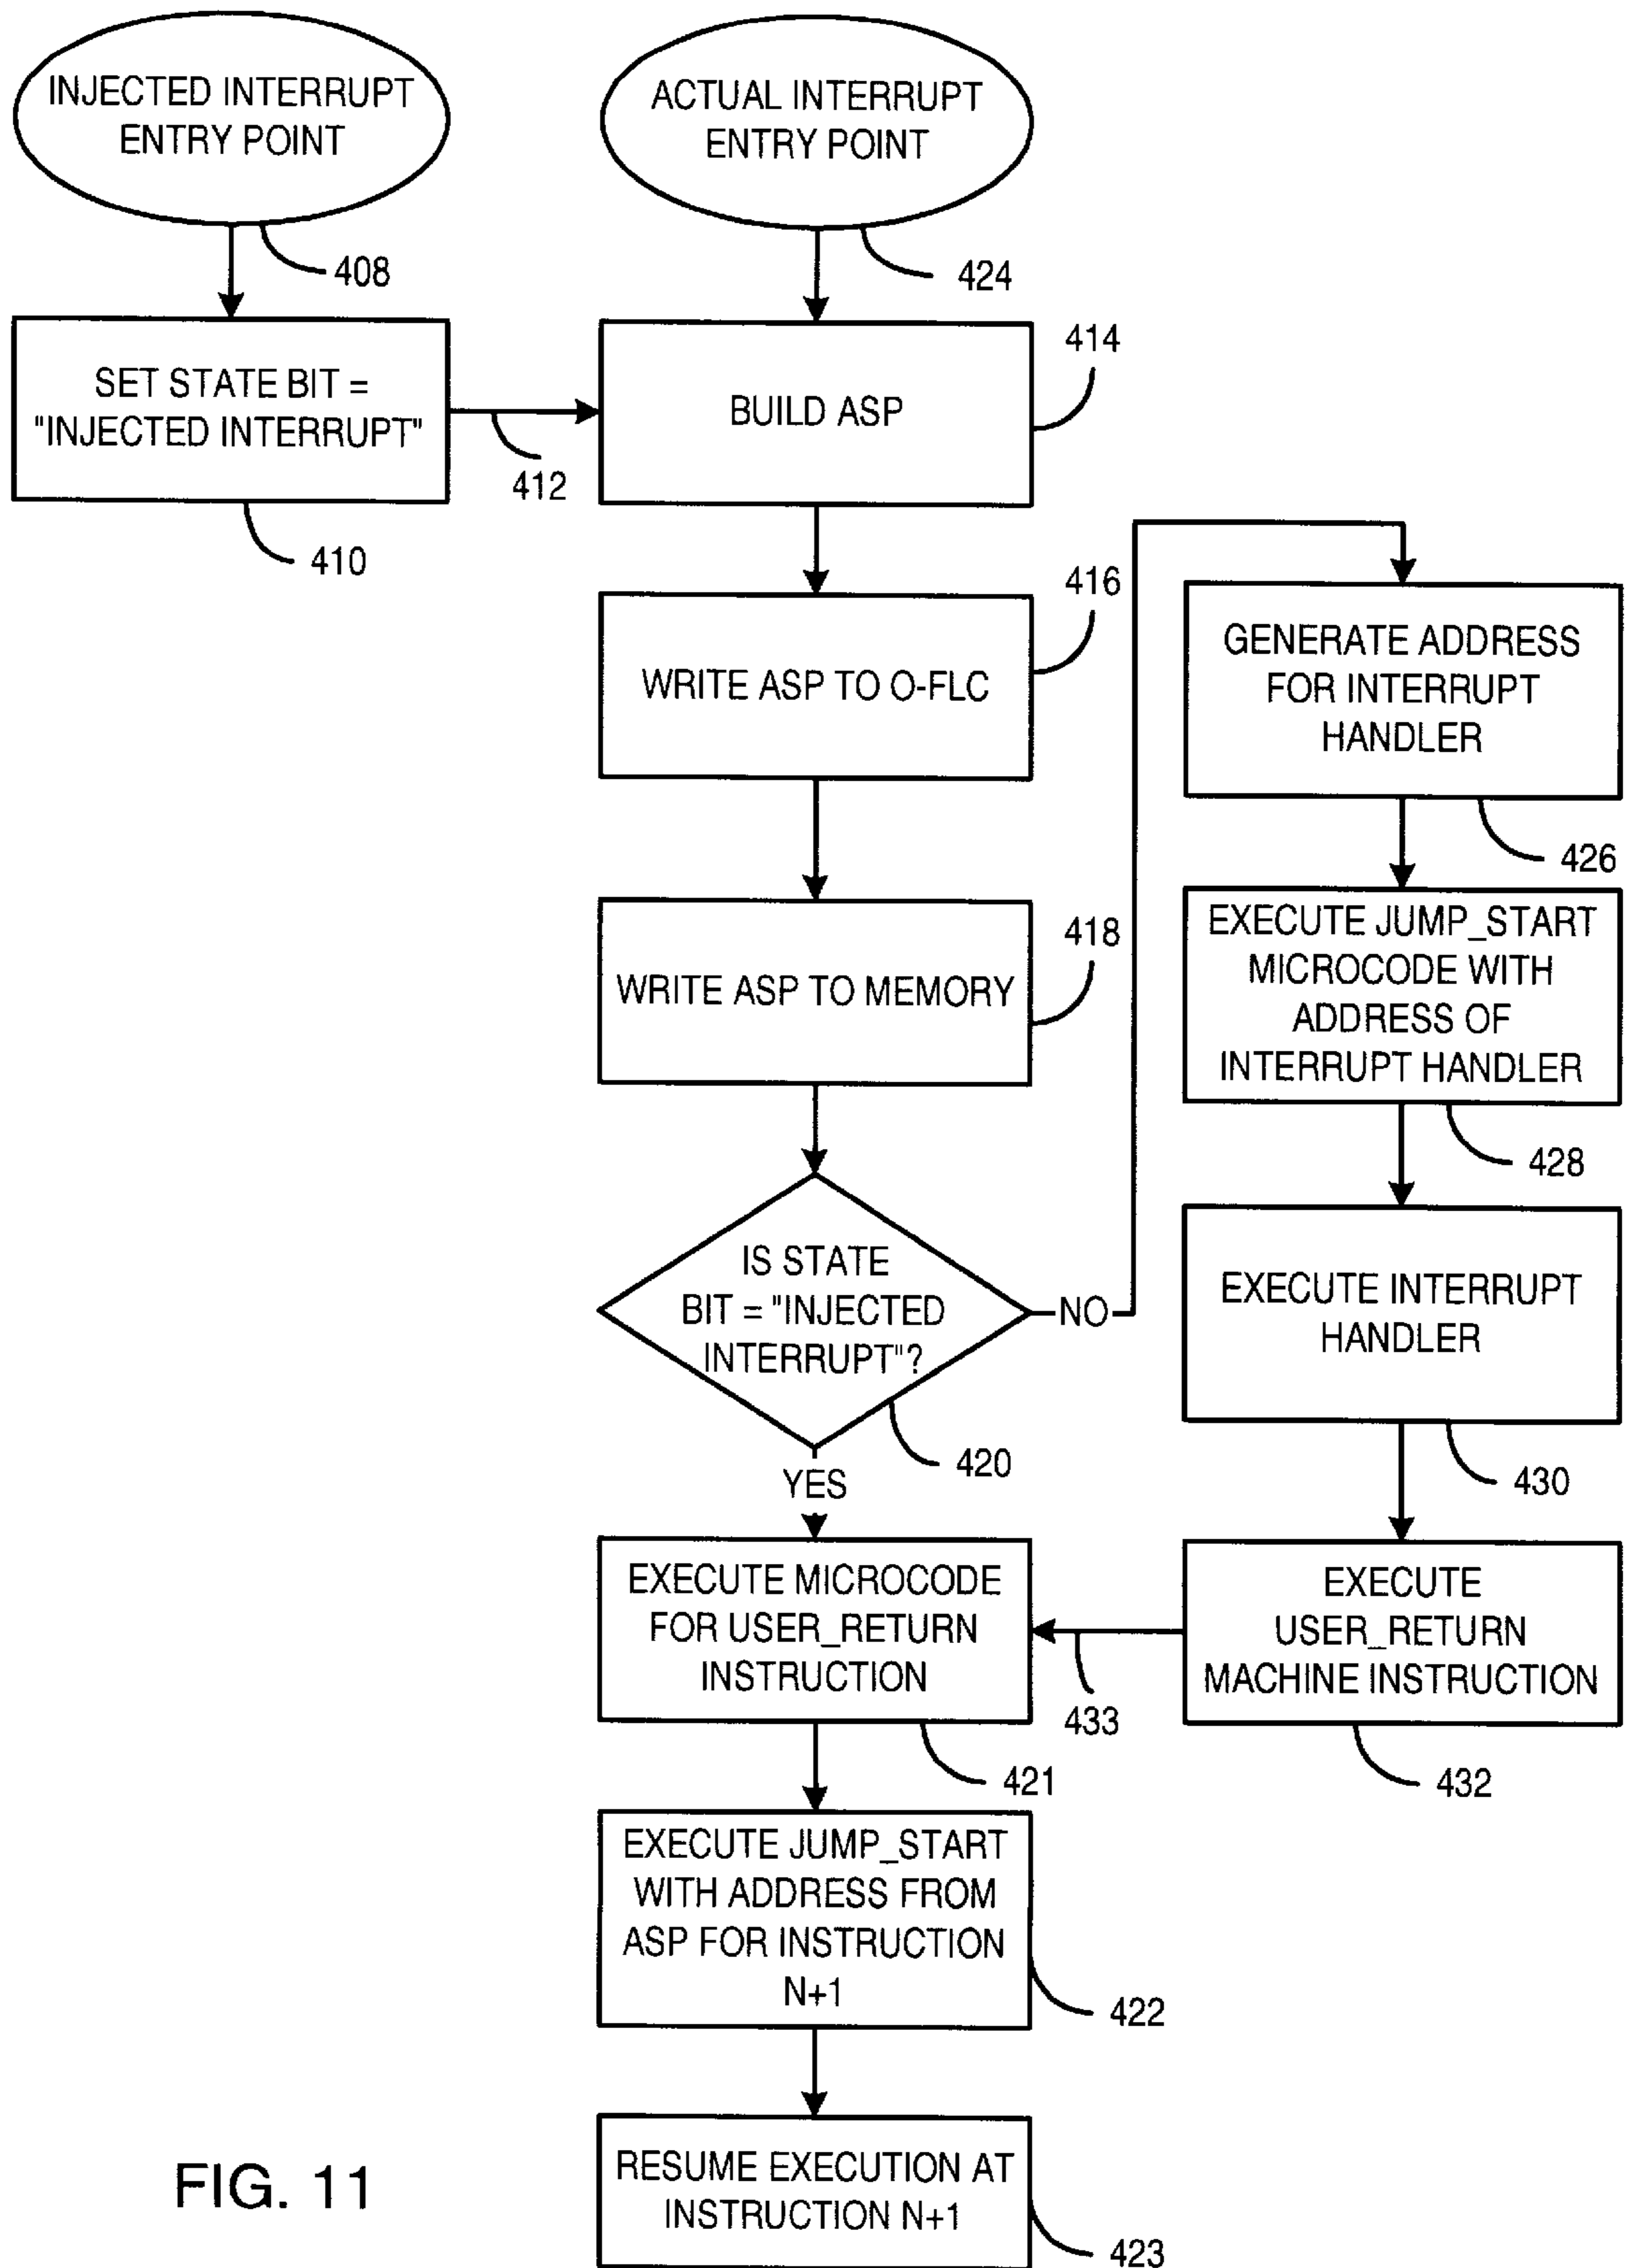 INJECTED INTERRUPT
ENTRY POINT
408
ACTUAL INTERRUPT
ENTRY POINT
424
SET STATE BIT =
"INJECTED INTERRUPT"
410
412
BUILD ASP
414
WRITE ASP TO O-FLC
416
WRITE ASP TO MEMORY
418
IS STATE
BIT = "INJECTED
INTERRUPT"?
420
NO
YES
GENERATE ADDRESS
FOR INTERRUPT
HANDLER
426
EXECUTE JUMP_START
MICROCODE WITH
ADDRESS OF
INTERRUPT HANDLER
428
EXECUTE INTERRUPT
HANDLER
430
EXECUTE
USER_RETURN
MACHINE INSTRUCTION
432
433
EXECUTE MICROCODE
FOR USER_RETURN
INSTRUCTION
421
EXECUTE JUMP_START
WITH ADDRESS FROM
ASP FOR INSTRUCTION
N+1
422
RESUME EXECUTION AT
INSTRUCTION N+1
423
FIG. 11